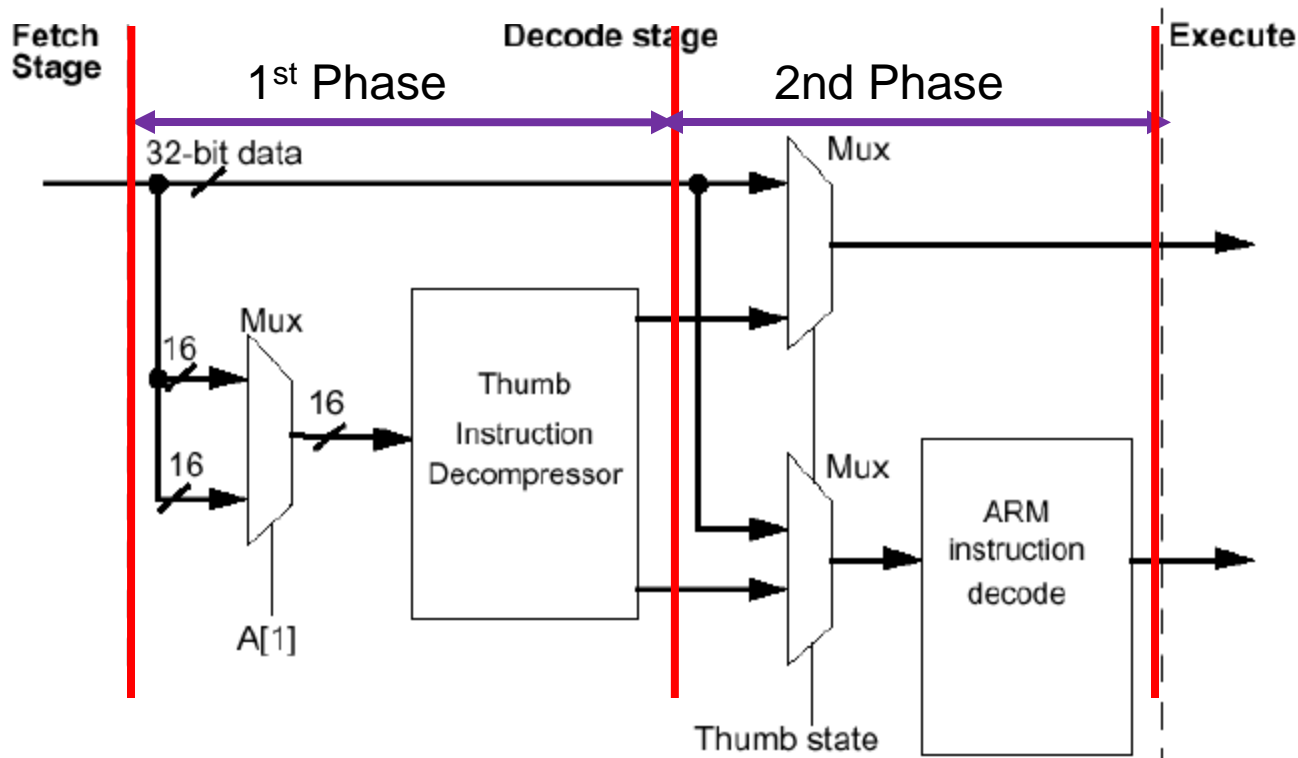 Fetch
Stage
Decode stage
Execute
1st Phase
2nd Phase
32-bit data
Mux
Mux
16
16
16
Thumb
Instruction
Decompressor
A[1]
Mux
ARM
instruction
decode
Thumb state